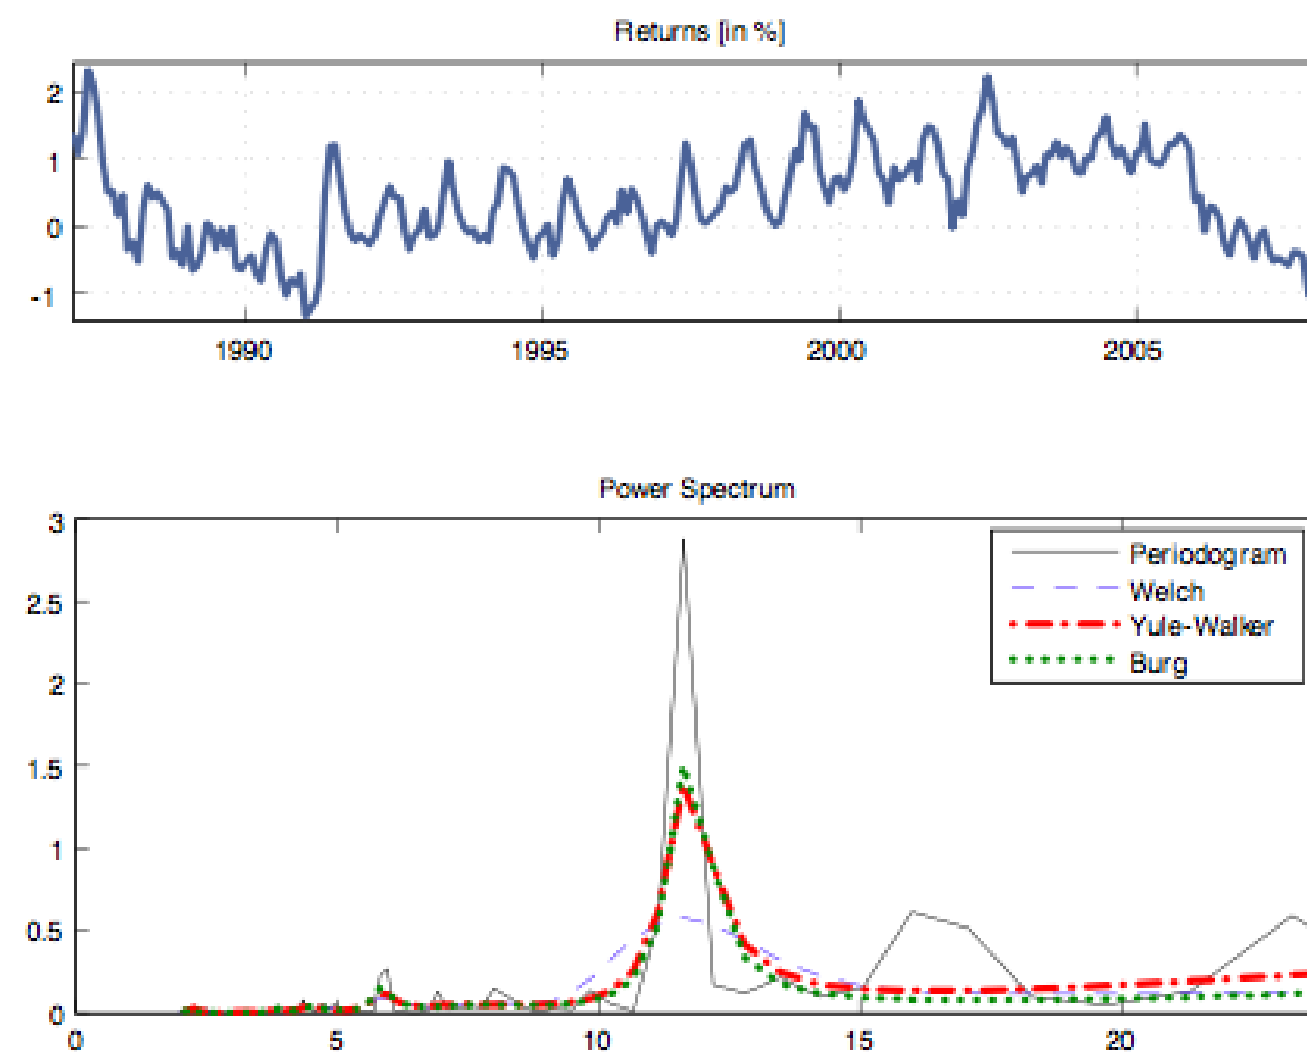 Returns [in %]
2
1
0
-1
1990 1995 2000 2005
Power Spectrum
3
2.5
2
1.5
1
0.5
0
Periodogram
Welch
Yule-Walker
Burg
0 5 10 15 20